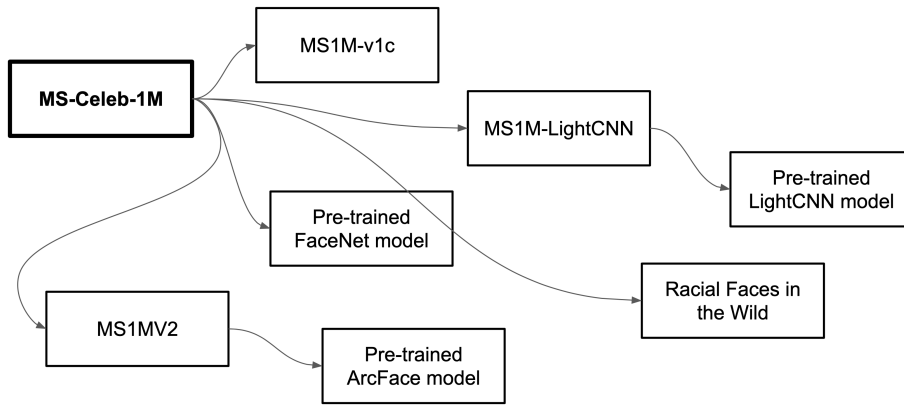 MS1M-v1c
MS-Celeb-1M
MS1M-LightCNN
Pre-trained
LightCNN model
Pre-trained
FaceNet model
Racial Faces in
the Wild
MS1MV2
Pre-trained
ArcFace model